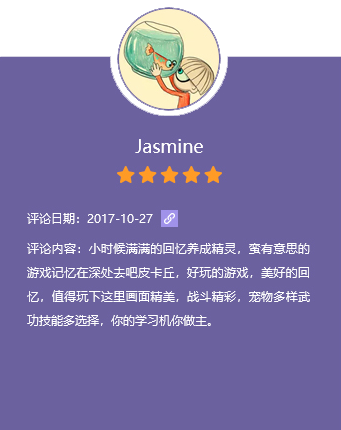 Jasmine
评论日期：2017-10-27
评论内容：小时候满满的回忆养成精灵，蛮有意思的
游戏记忆在深处去吧皮卡丘，好玩的游戏，美好的回
忆，值得玩下这里画面精美，战斗精彩，宠物多样武
功技能多选择，你的学习机你做主。